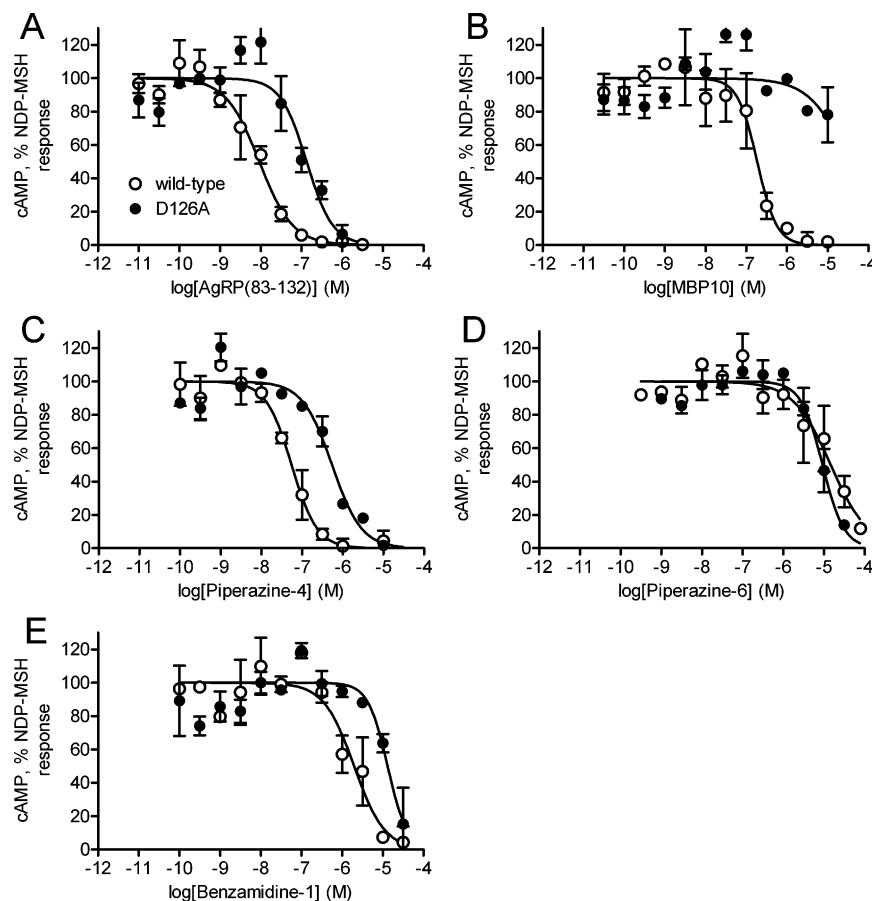 A
120
100
80
60
40
20
0
cAMP, % NDP-MSH
response
wild-type
D126A
-12 -11 -10 -9 -8 -7 -6 -5 -4
log[AgRP(83-132)] (M)
B
120
100
80
60
40
20
0
cAMP, % NDP-MSH
response
-12 -11 -10 -9 -8 -7 -6 -5 -4
log[MBP10] (M)
C
120
100
80
60
40
20
0
cAMP, % NDP-MSH
response
-12 -11 -10 -9 -8 -7 -6 -5 -4
log[Piperazine-4] (M)
D
120
100
80
60
40
20
0
cAMP, % NDP-MSH
response
-12 -11 -10 -9 -8 -7 -6 -5 -4
log[Piperazine-6] (M)
E
120
100
80
60
40
20
0
cAMP, % NDP-MSH
response
-12 -11 -10 -9 -8 -7 -6 -5 -4
log[Benzamidine-1] (M)